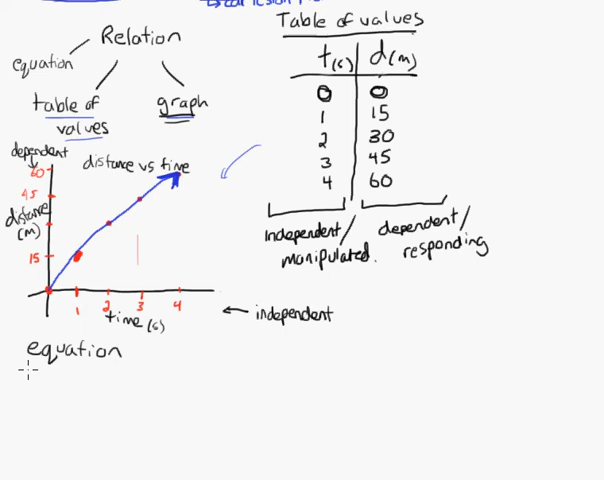 Relation
equation
table of
values
graph
Table of values
t(s) d(m)
0 0
1 15
2 30
3 45
4 60
independent/
manipulated.
dependent/
responding
dependent
distance vs time
60
45
distance
(m)
15
1 2 3 4
time (s)
independent
equation